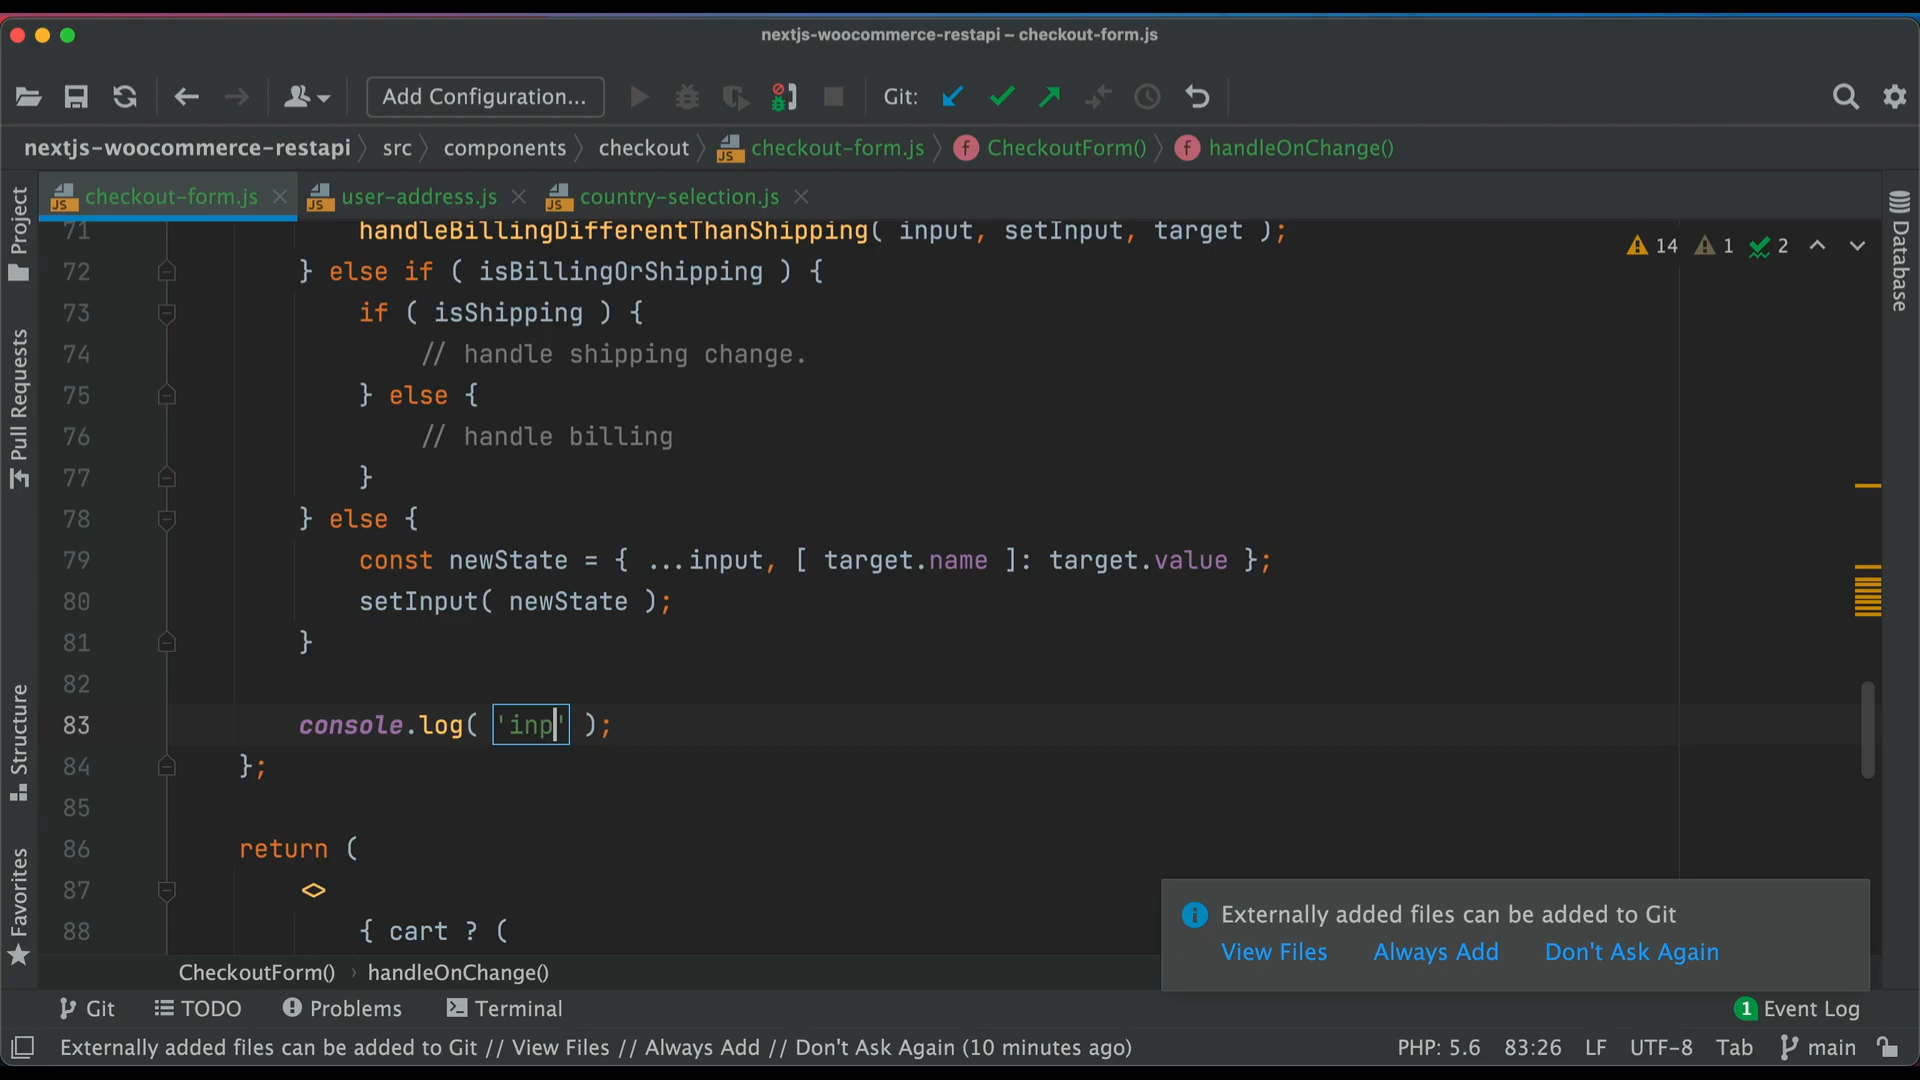 nextjs-woocommerce-restapi – checkout-form.js
Add Configuration... Git:
nextjs-woocommerce-restapi src components checkout checkout-form.js CheckoutForm() handleOnChange()
checkout-form.js user-address.js country-selection.js
Project
Pull Requests
Structure
Favorites
Database
14 1 2
71 handleBillingDifferentThanShipping( input, setInput, target );
72 } else if ( isBillingOrShipping ) {
73 if ( isShipping ) {
74 // handle shipping change.
75 } else {
76 // handle billing
77 }
78 } else {
79 const newState = { ...input, [ target.name ]: target.value };
80 setInput( newState );
81 }
82
83 console.log( 'inp' );
84 };
85
86 return (
87 <>
88 { cart ? (
Externally added files can be added to Git
View Files Always Add Don't Ask Again
CheckoutForm() › handleOnChange()
Git TODO Problems Terminal 1 Event Log
Externally added files can be added to Git // View Files // Always Add // Don't Ask Again (10 minutes ago) PHP: 5.6 83:26 LF UTF-8 Tab main